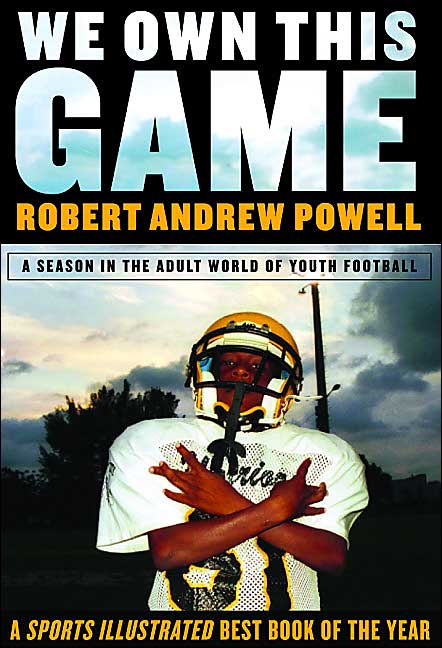 WE OWN THIS
GAME
ROBERT ANDREW POWELL
A SEASON IN THE ADULT WORLD OF YOUTH FOOTBALL
A SPORTS ILLUSTRATED BEST BOOK OF THE YEAR